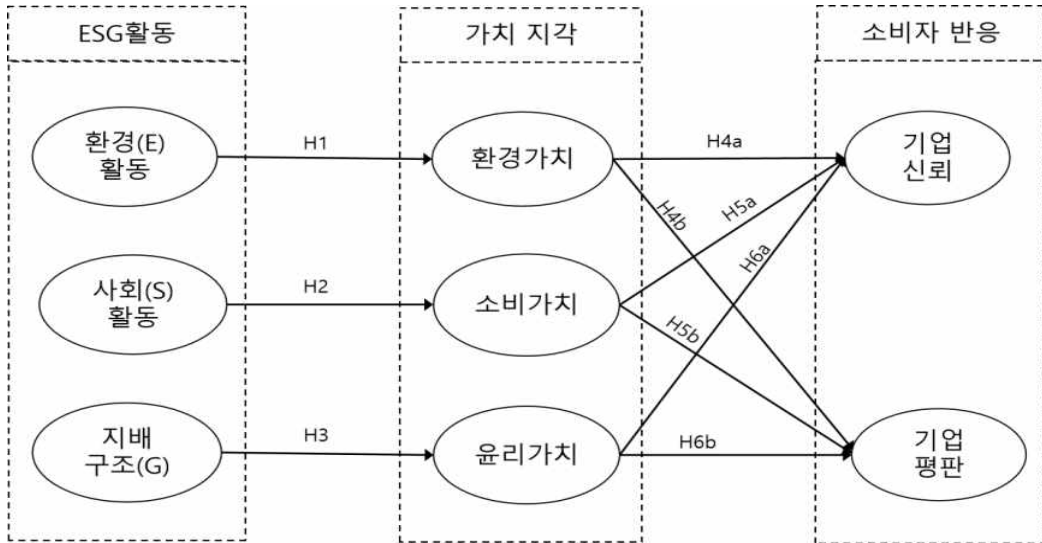 ESG활동
가치 지각
소비자 반응
환경(E)
활동
H1
환경가치
H4a
기업
신뢰
H4b
H5a
H6a
사회(S)
활동
H2
소비가치
H5b
지배
구조(G)
H3
윤리가치
H6b
기업
평판